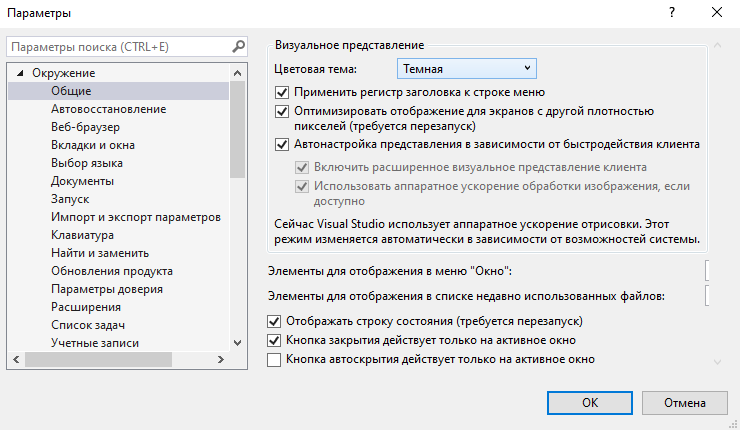 Параметры
?
Параметры поиска (CTRL+E)
Окружение
Общие
Автовосстановление
Веб-браузер
Вкладки и окна
Выбор языка
Документы
Запуск
Импорт и экспорт параметров
Клавиатура
Найти и заменить
Обновления продукта
Параметры доверия
Расширения
Список задач
Учетные записи
Визуальное представление
Цветовая тема:
Темная
Применить регистр заголовка к строке меню
Оптимизировать отображение для экранов с другой плотностью
пикселей (требуется перезапуск)
Автонастройка представления в зависимости от быстродействия клиента
Включить расширенное визуальное представление клиента
Использовать аппаратное ускорение обработки изображения, если
доступно
Сейчас Visual Studio использует аппаратное ускорение отрисовки. Этот
режим изменяется автоматически в зависимости от возможностей системы.
Элементы для отображения в меню "Окно":
Элементы для отображения в списке недавно использованных файлов:
Отображать строку состояния (требуется перезапуск)
Кнопка закрытия действует только на активное окно
Кнопка автоскрытия действует только на активное окно
ОК
Отмена